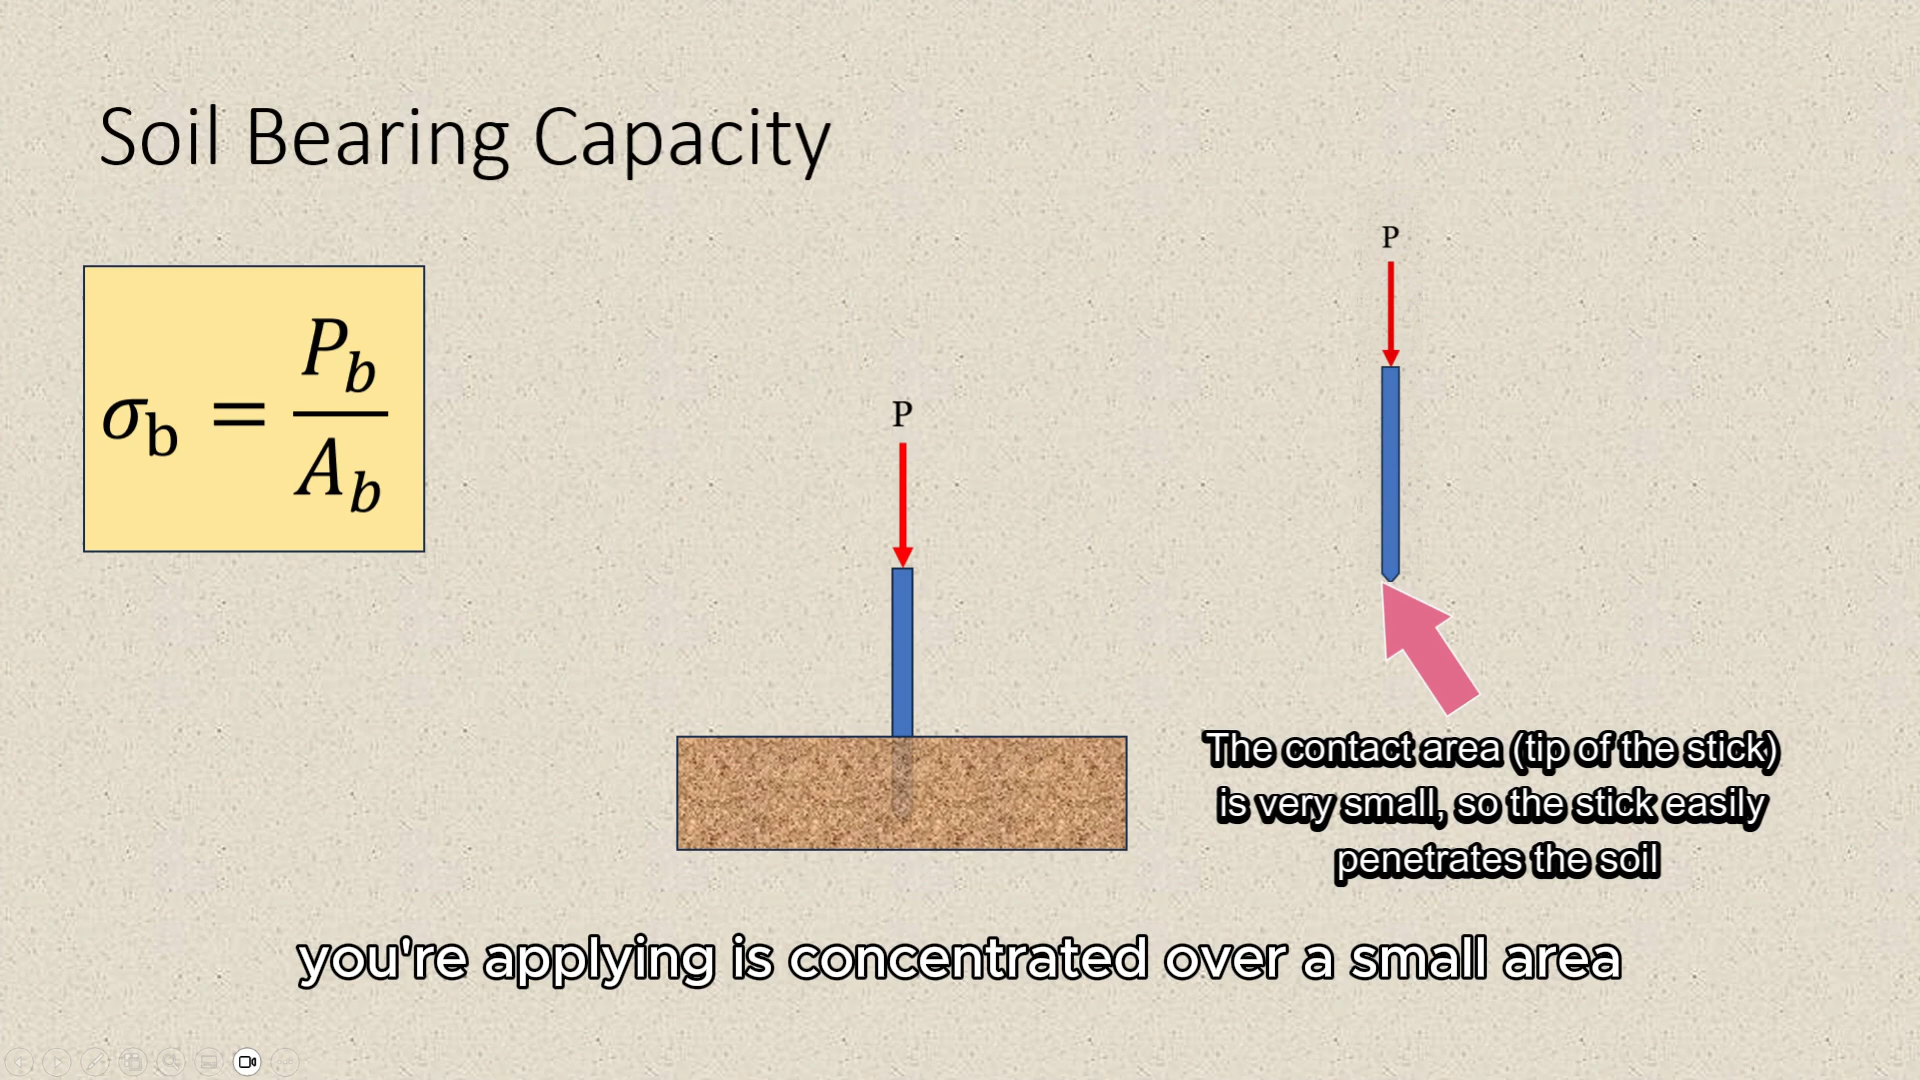 Soil Bearing Capacity
P
σb = Pb / Ab
P
The contact area (tip of the stick)
is very small, so the stick easily
penetrates the soil
you're applying is concentrated over a small area